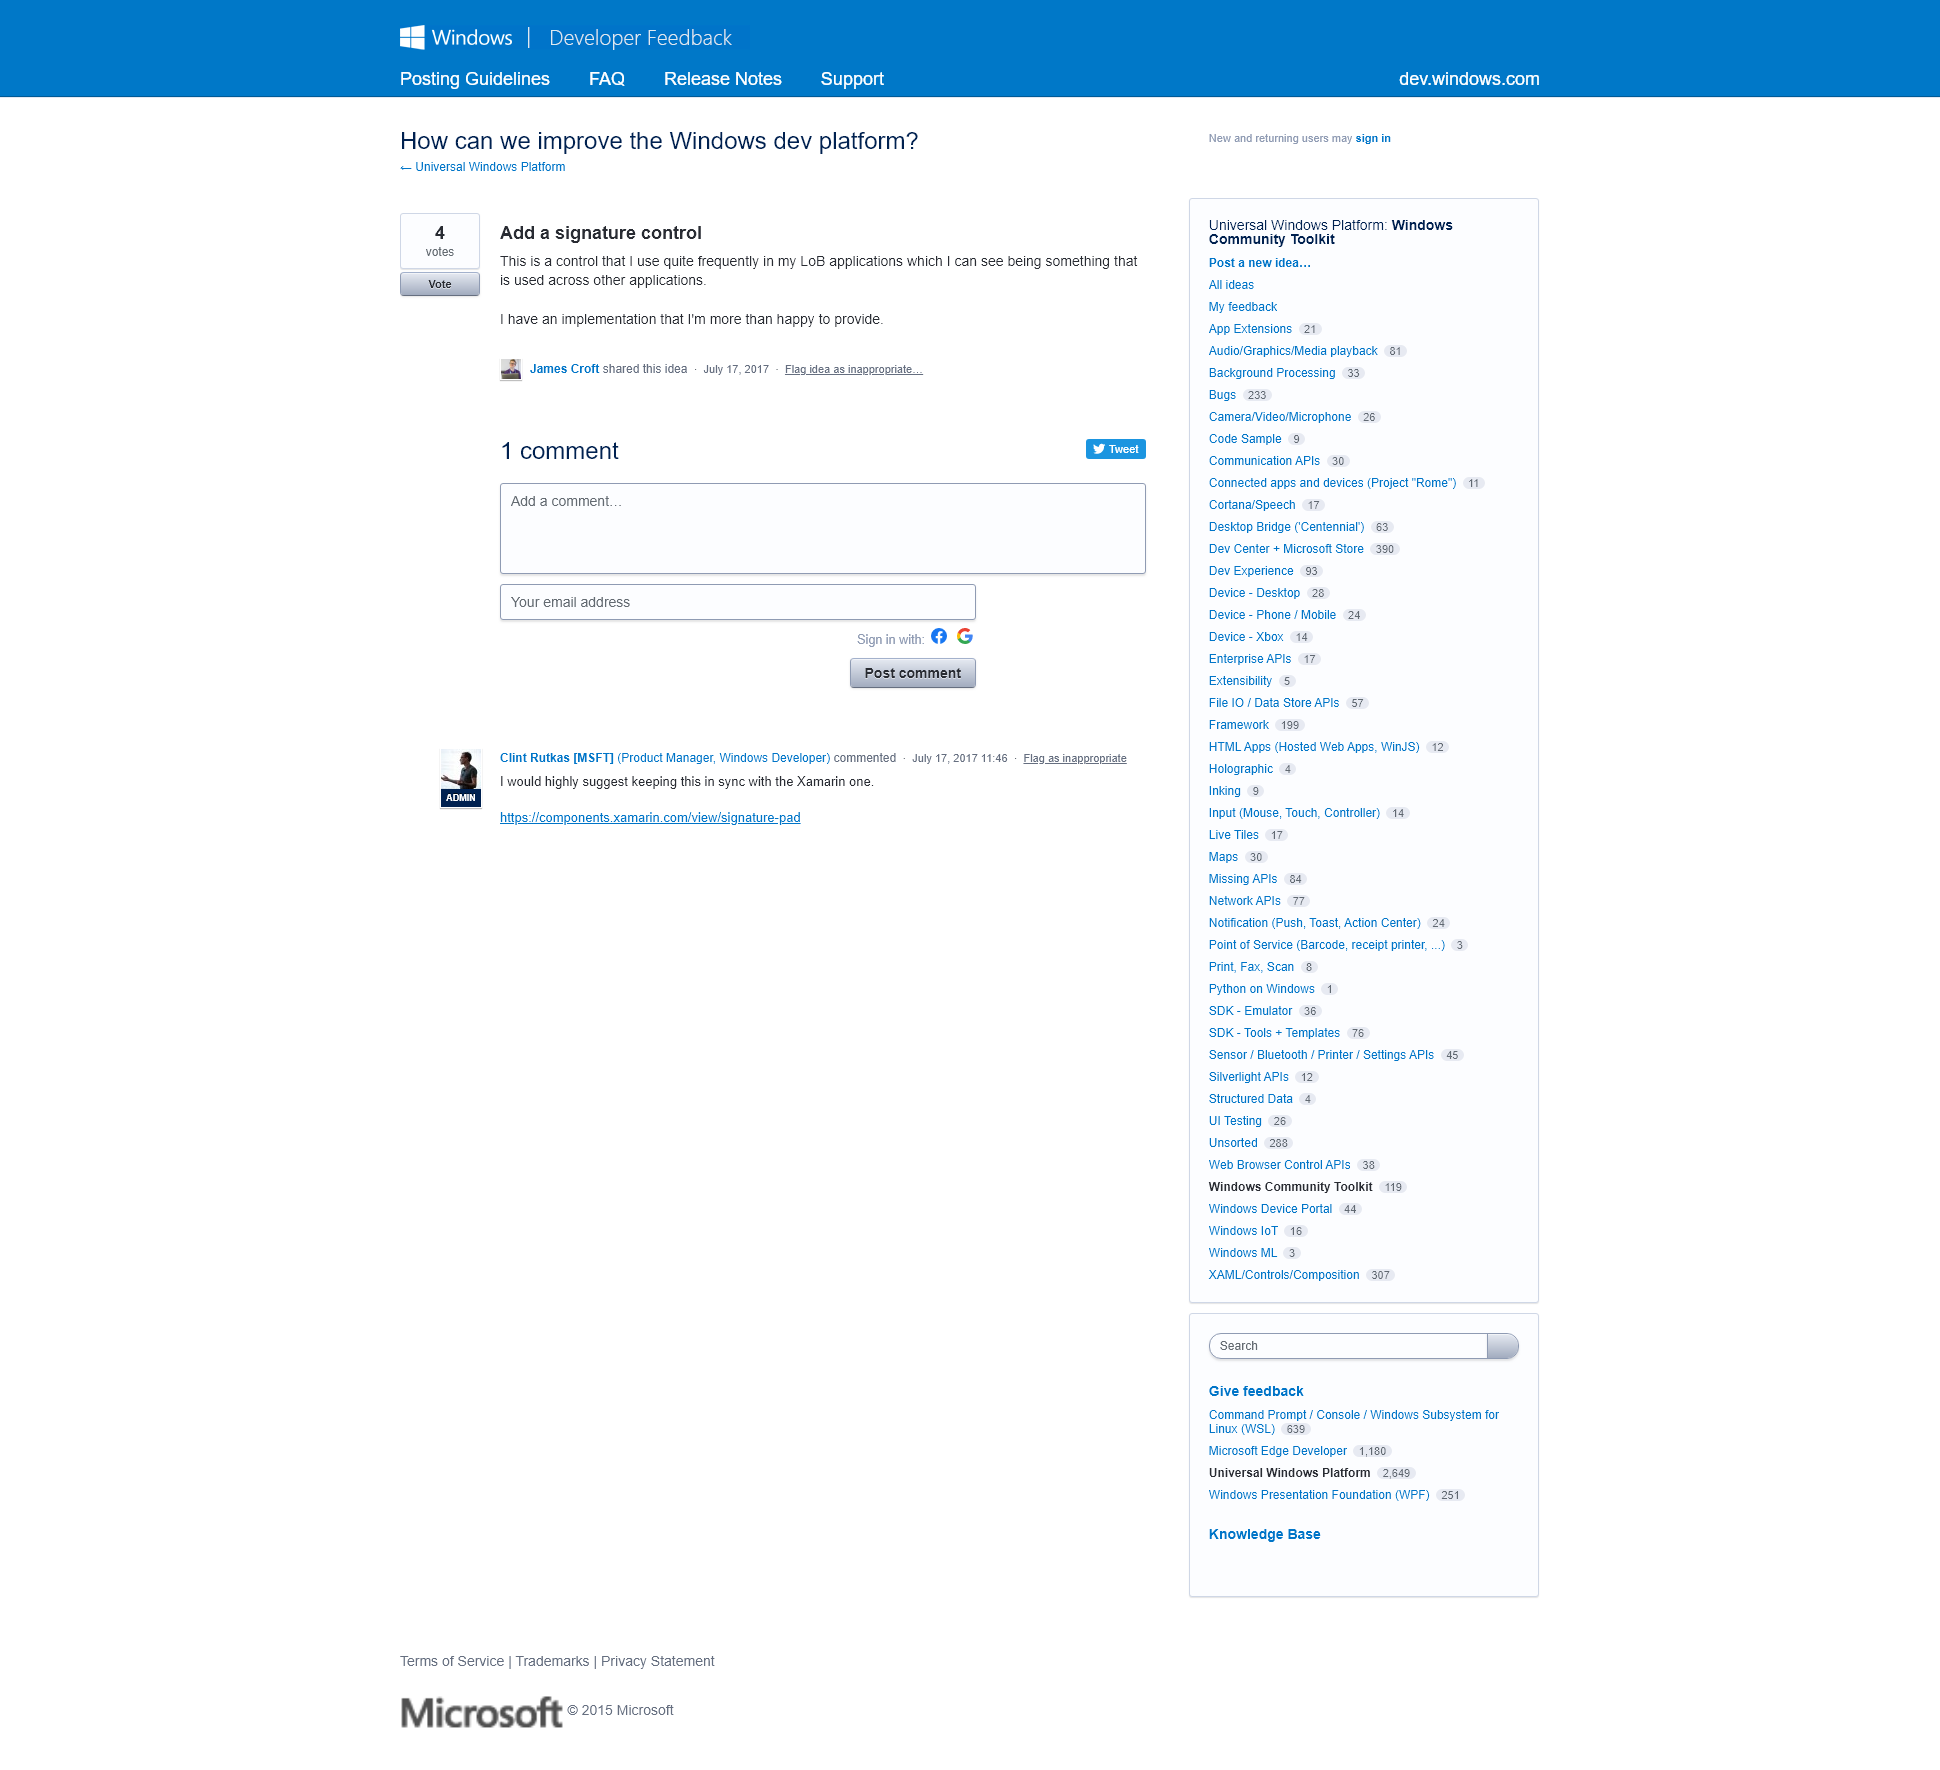 Windows | Developer Feedback
Posting Guidelines FAQ Release Notes Support dev.windows.com
How can we improve the Windows dev platform?
← Universal Windows Platform
New and returning users may sign in
4
votes
Vote
Add a signature control
This is a control that I use quite frequently in my LoB applications which I can see being something that
is used across other applications.
I have an implementation that I'm more than happy to provide.
James Croft shared this idea · July 17, 2017 · Flag idea as inappropriate…
1 comment
Tweet
Add a comment…
Your email address
Sign in with:
Post comment
ADMIN
Clint Rutkas [MSFT] (Product Manager, Windows Developer) commented · July 17, 2017 11:46 · Flag as inappropriate
I would highly suggest keeping this in sync with the Xamarin one.
https://components.xamarin.com/view/signature-pad
Universal Windows Platform: Windows
Community Toolkit
Post a new idea…
All ideas
My feedback
App Extensions 21
Audio/Graphics/Media playback 81
Background Processing 33
Bugs 233
Camera/Video/Microphone 26
Code Sample 9
Communication APIs 30
Connected apps and devices (Project "Rome") 11
Cortana/Speech 17
Desktop Bridge ('Centennial') 63
Dev Center + Microsoft Store 390
Dev Experience 93
Device - Desktop 28
Device - Phone / Mobile 24
Device - Xbox 14
Enterprise APIs 17
Extensibility 5
File IO / Data Store APIs 57
Framework 199
HTML Apps (Hosted Web Apps, WinJS) 12
Holographic 4
Inking 9
Input (Mouse, Touch, Controller) 14
Live Tiles 17
Maps 30
Missing APIs 84
Network APIs 77
Notification (Push, Toast, Action Center) 24
Point of Service (Barcode, receipt printer, ...) 3
Print, Fax, Scan 8
Python on Windows 1
SDK - Emulator 36
SDK - Tools + Templates 76
Sensor / Bluetooth / Printer / Settings APIs 45
Silverlight APIs 12
Structured Data 4
UI Testing 26
Unsorted 288
Web Browser Control APIs 38
Windows Community Toolkit 119
Windows Device Portal 44
Windows IoT 16
Windows ML 3
XAML/Controls/Composition 307
Search
Give feedback
Command Prompt / Console / Windows Subsystem for
Linux (WSL) 639
Microsoft Edge Developer 1,180
Universal Windows Platform 2,649
Windows Presentation Foundation (WPF) 251
Knowledge Base
Terms of Service | Trademarks | Privacy Statement
Microsoft © 2015 Microsoft